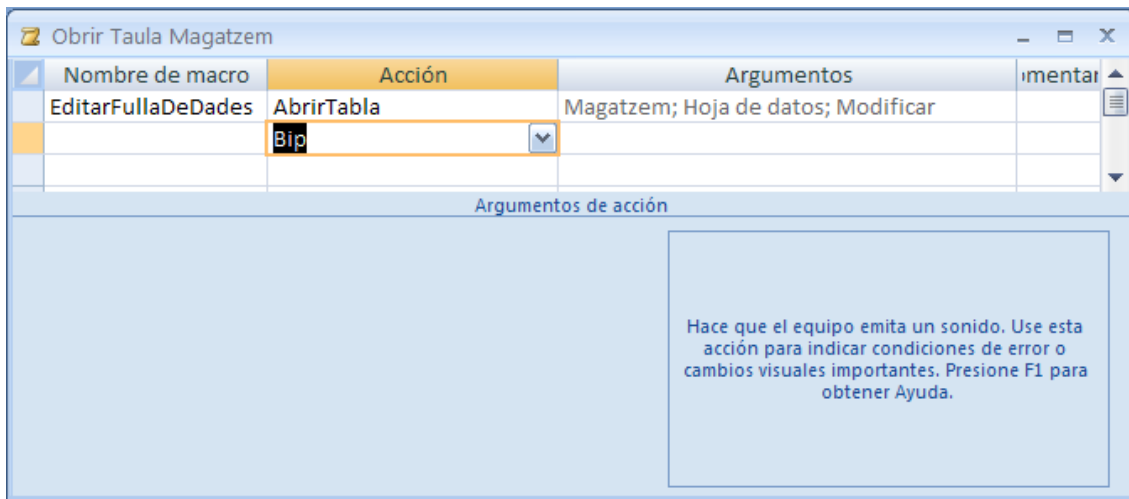 Obrir Taula Magatzem
Nombre de macro Acción Argumentos mentar
EditarFullaDeDades AbrirTabla Magatzem; Hoja de datos; Modificar
Bip
Argumentos de acción
Hace que el equipo emita un sonido. Use esta
acción para indicar condiciones de error o
cambios visuales importantes. Presione F1 para
obtener Ayuda.